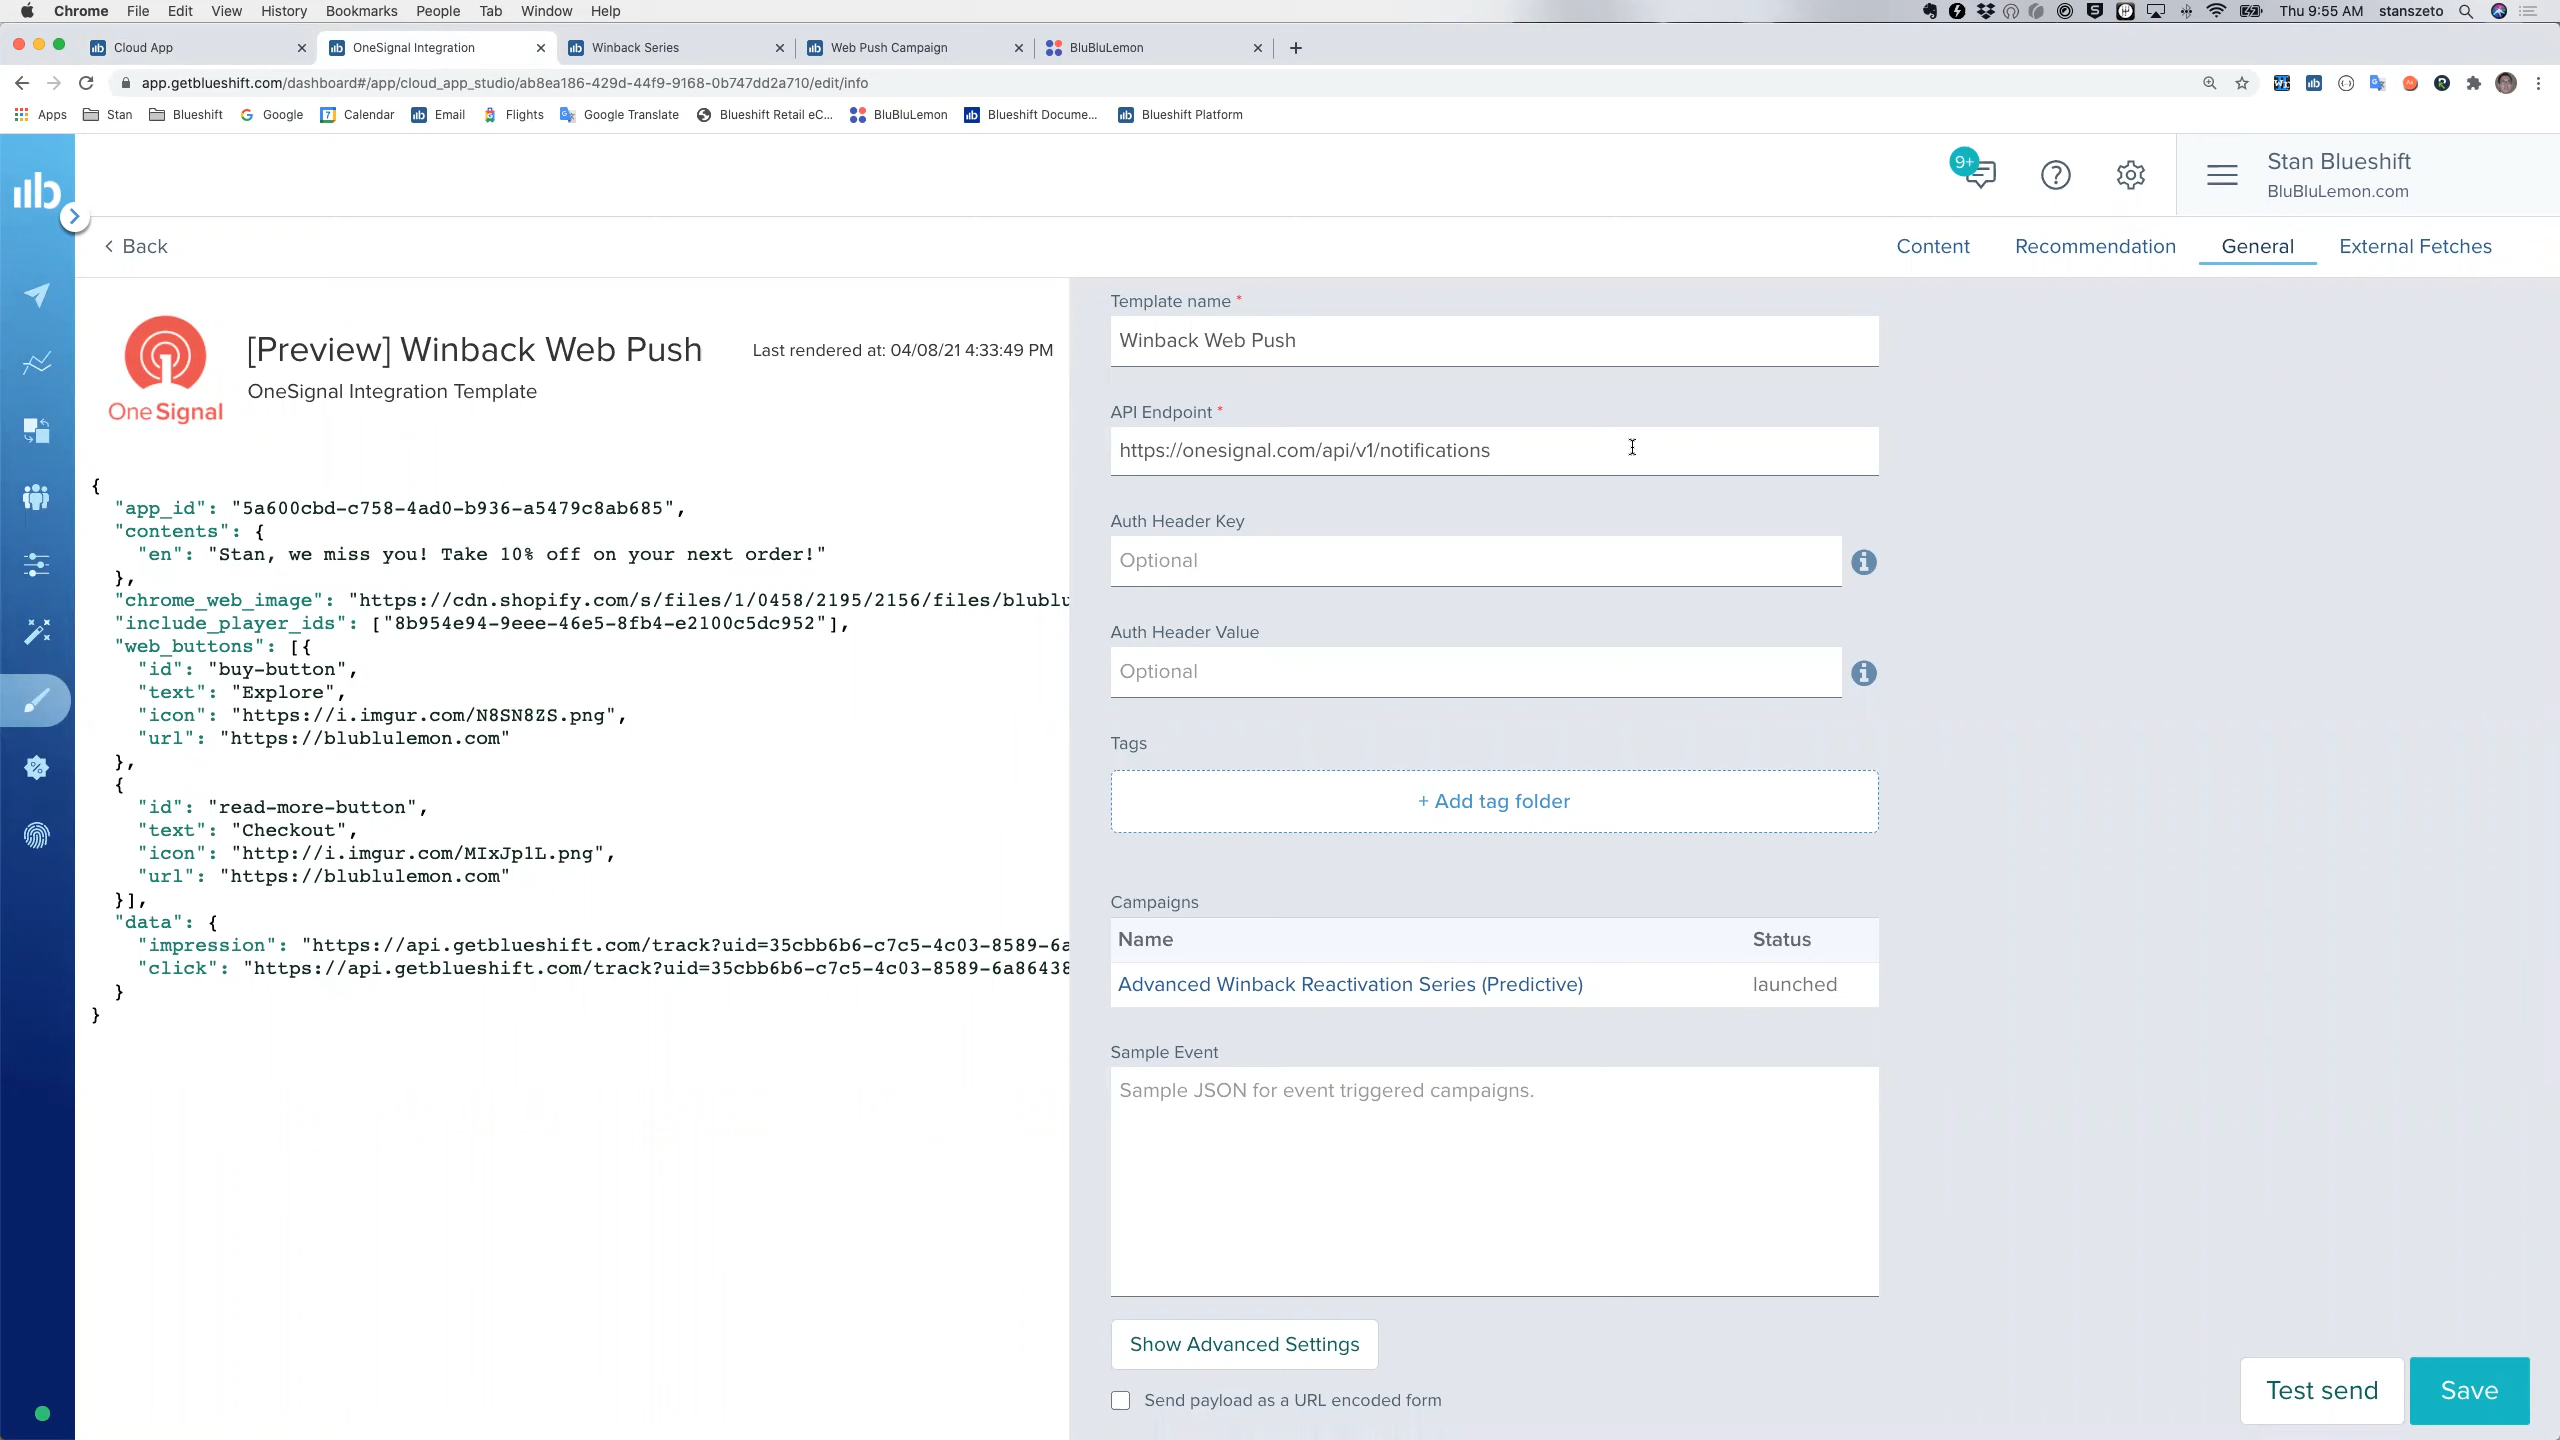 Chrome File Edit View History Bookmarks People Tab Window Help Thu 9:55 AM stanszeto
Cloud App OneSignal Integration Winback Series Web Push Campaign BluBluLemon
app.getblueshift.com/dashboard#/app/cloud_app_studio/ab8ea186-429d-44f9-9168-0b747dd2a710/edit/info
Apps Stan Blueshift Google Calendar Email Flights Google Translate Blueshift Retail eC... BluBluLemon Blueshift Docume... Blueshift Platform
9+
Stan Blueshift
BluBluLemon.com
Back Content Recommendation General External Fetches
One Signal
[Preview] Winback Web Push Last rendered at: 04/08/21 4:33:49 PM
OneSignal Integration Template
{
"app_id": "5a600cbd-c758-4ad0-b936-a5479c8ab685",
"contents": {
"en": "Stan, we miss you! Take 10% off on your next order!"
},
"chrome_web_image": "https://cdn.shopify.com/s/files/1/0458/2195/2156/files/blublu
"include_player_ids": ["8b954e94-9eee-46e5-8fb4-e2100c5dc952"],
"web_buttons": [{
"id": "buy-button",
"text": "Explore",
"icon": "https://i.imgur.com/N8SN8ZS.png",
"url": "https://blublulemon.com"
},
{
"id": "read-more-button",
"text": "Checkout",
"icon": "http://i.imgur.com/MIxJp1L.png",
"url": "https://blublulemon.com"
}],
"data": {
"impression": "https://api.getblueshift.com/track?uid=35cbb6b6-c7c5-4c03-8589-6a
"click": "https://api.getblueshift.com/track?uid=35cbb6b6-c7c5-4c03-8589-6a86438
}
}
Template name *
Winback Web Push
API Endpoint *
https://onesignal.com/api/v1/notifications
Auth Header Key
Optional
Auth Header Value
Optional
Tags
+ Add tag folder
Campaigns
Name Status
Advanced Winback Reactivation Series (Predictive) launched
Sample Event
Sample JSON for event triggered campaigns.
Show Advanced Settings
Send payload as a URL encoded form
Test send Save